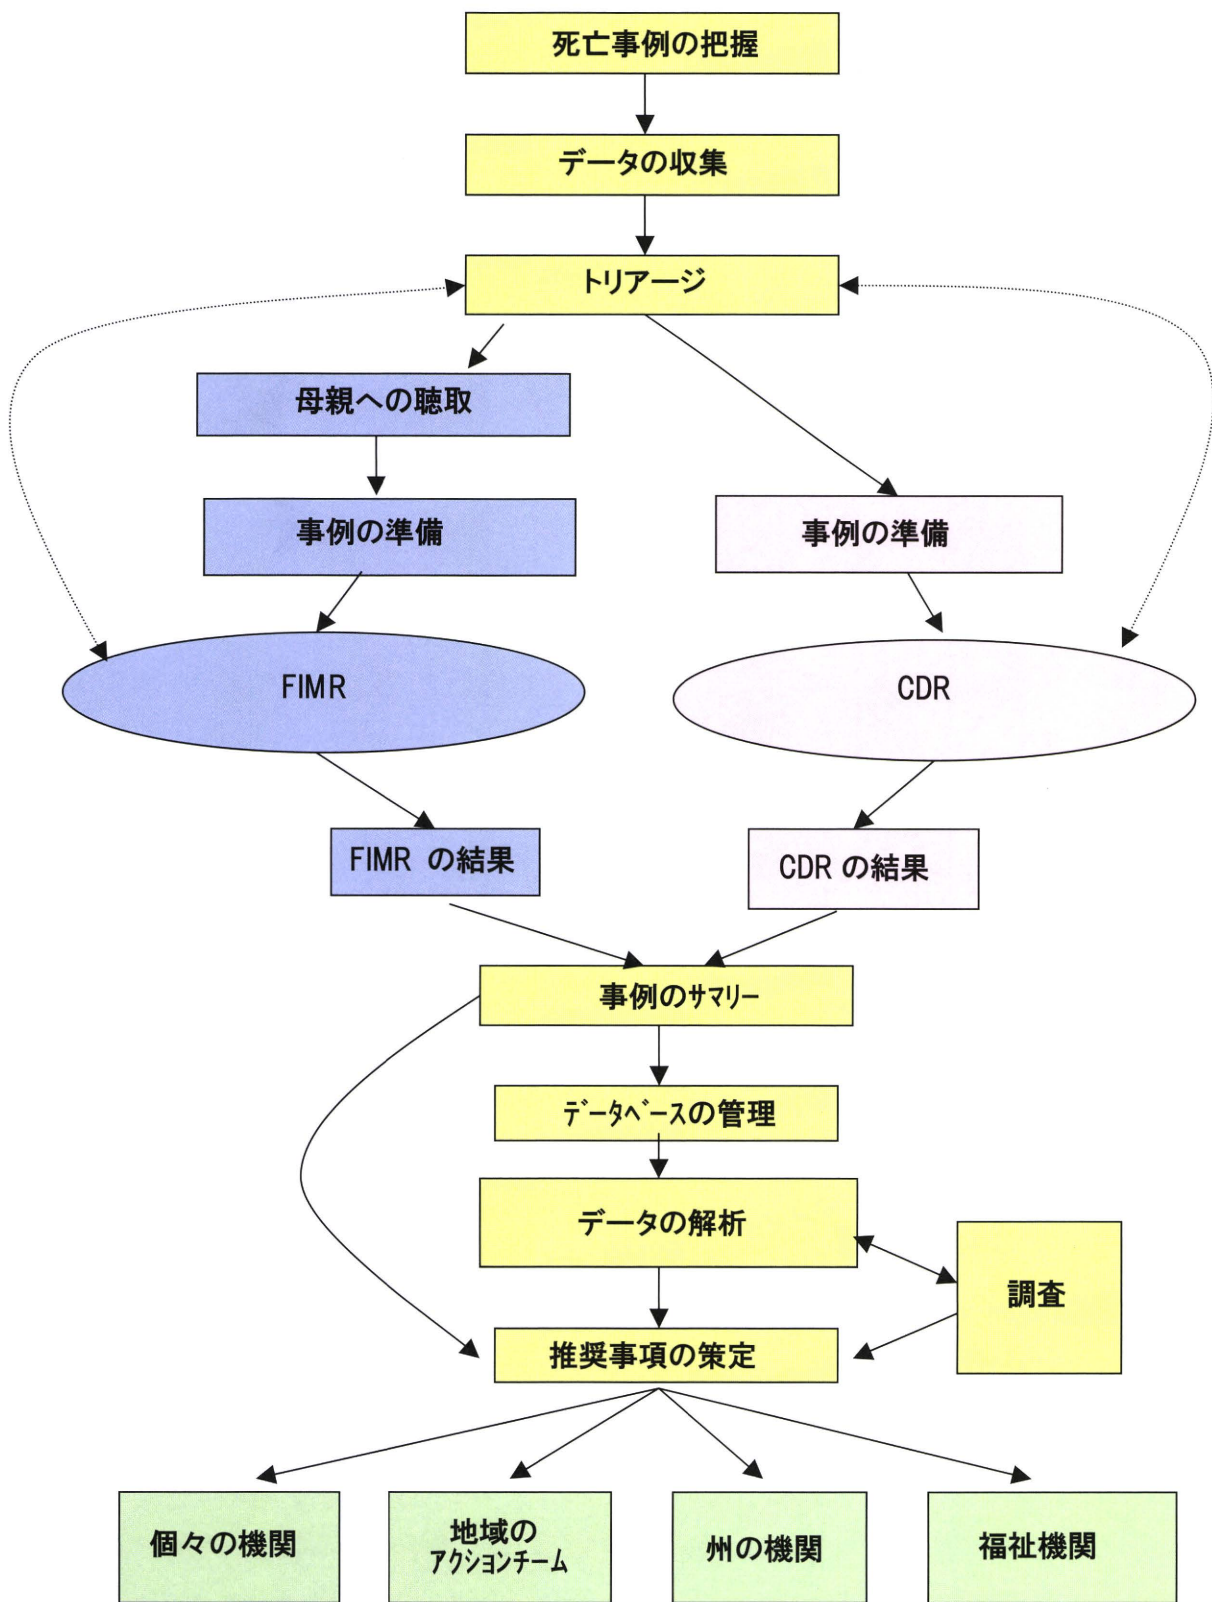 死亡事例の把握
データの収集
トリアージ
母親への聴取
事例の準備
事例の準備
FIMR
CDR
FIMR の結果
CDR の結果
事例のｻﾏﾘｰ
ﾃﾞｰﾀﾍﾞｰｽの管理
データの解析
調査
推奨事項の策定
個々の機関
地域の
ｱｸｼｮﾝﾁｰﾑ
州の機関
福祉機関